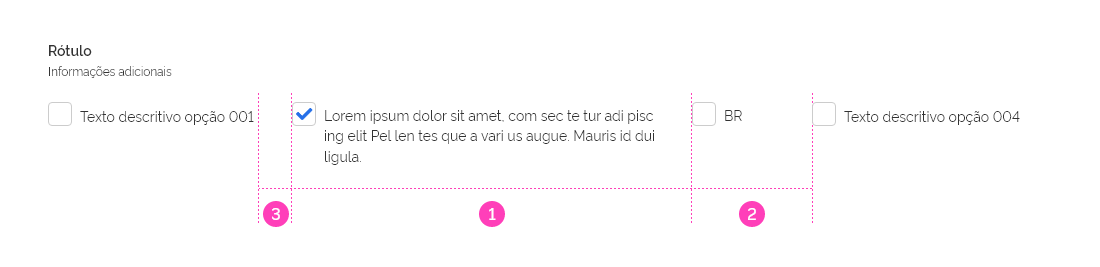 Rótulo
Informações adicionais
Texto descritivo opção 001
Lorem ipsum dolor sit amet, com sec te tur adi pisc
ing elit Pel len tes que a vari us augue. Mauris id dui
ligula.
BR
Texto descritivo opção 004
3
1
2